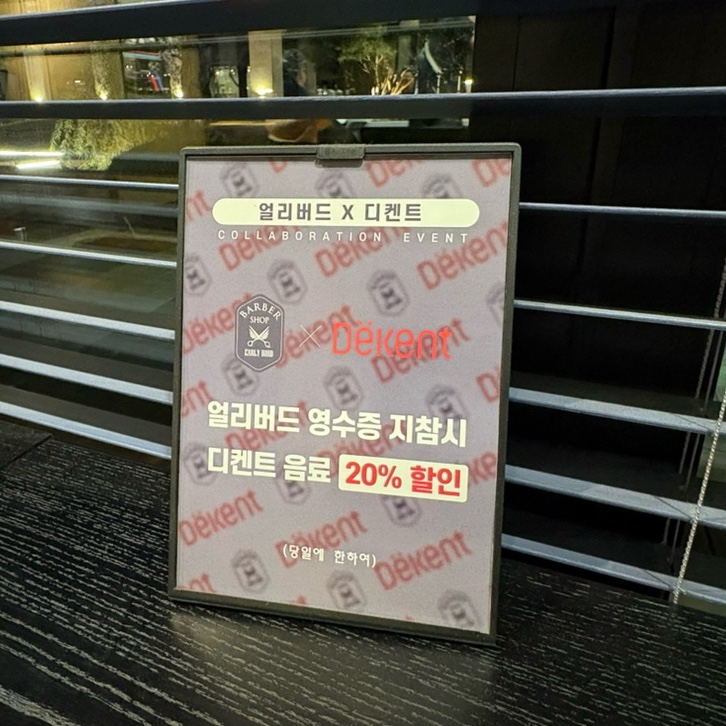 얼리버드 X 디켄트
COLLABORATION EVENT
BARBER
SHOP
EARLY BIRD
Dekent
얼리버드 영수증 지참시
디켄트 음료 20% 할인
(당일에 한하여)